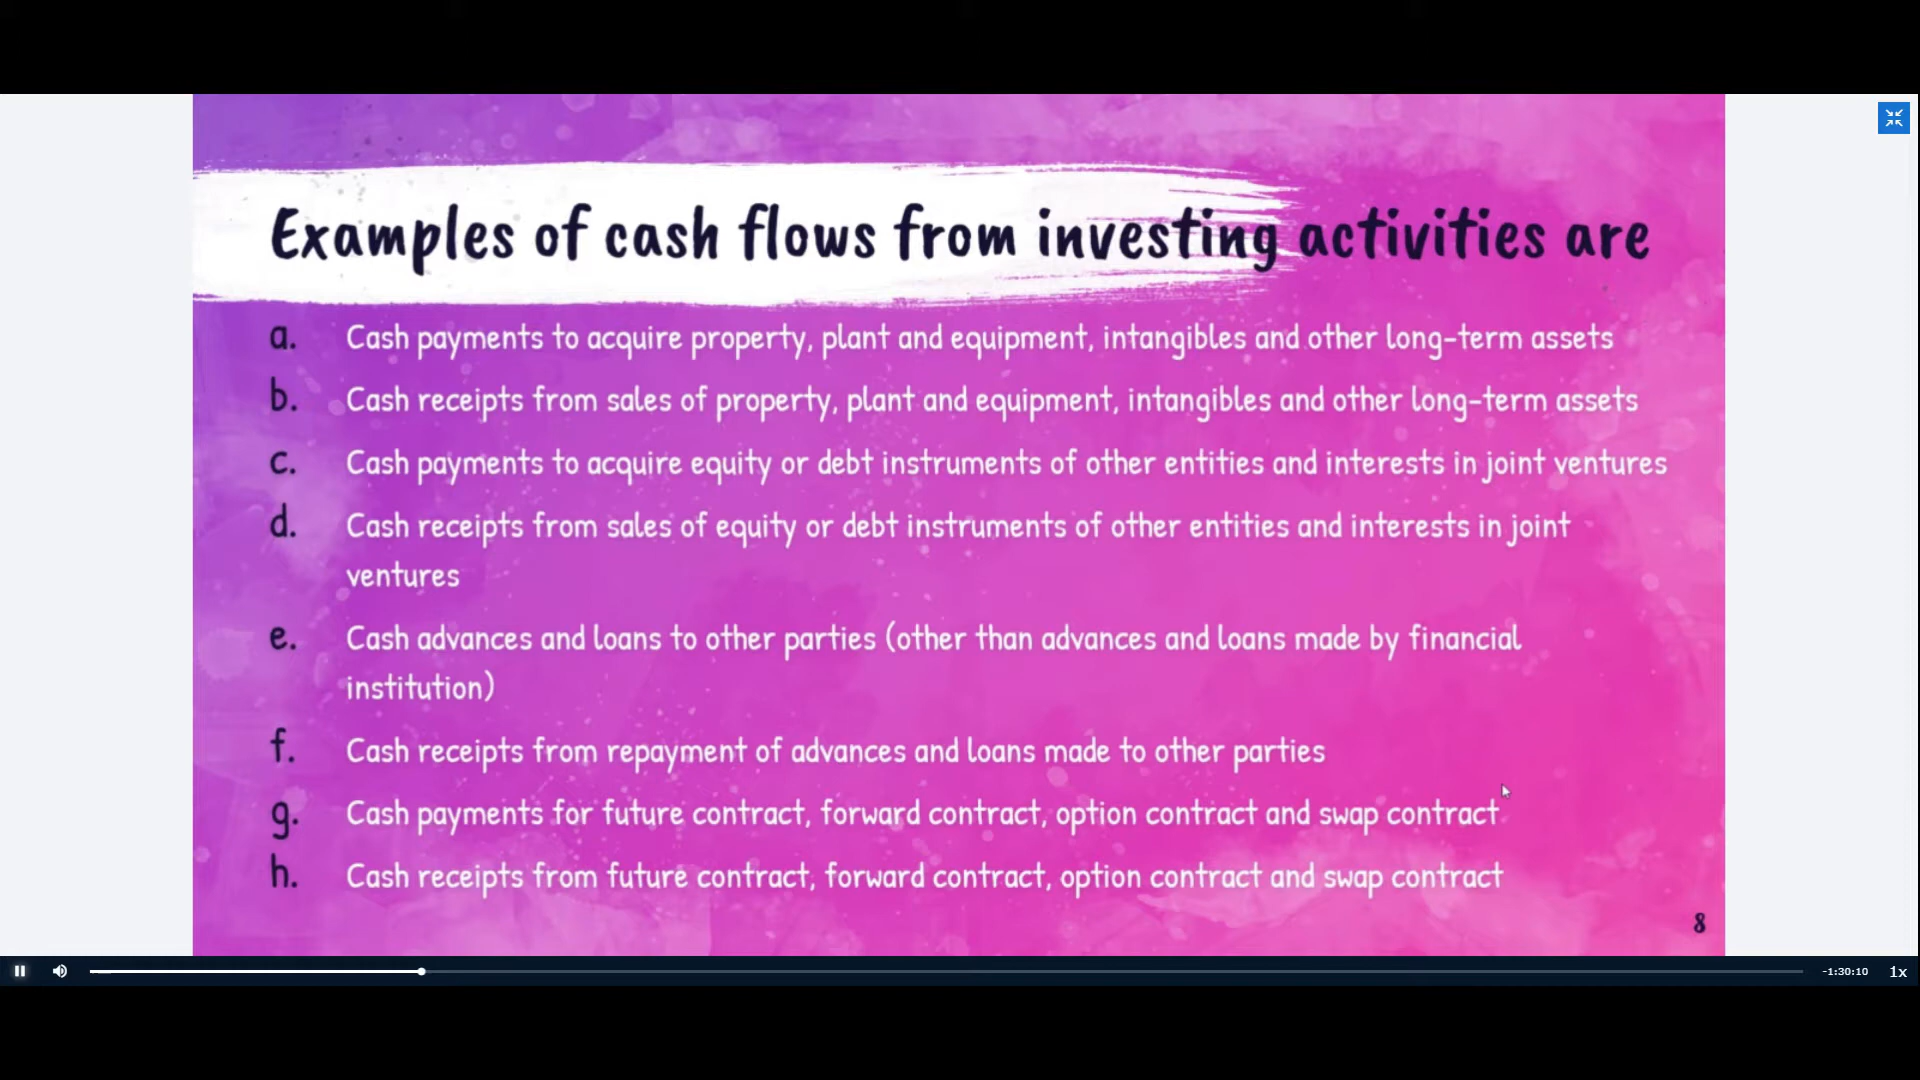 Examples of cash flows from investing activities are
a. Cash payments to acquire property, plant and equipment, intangibles and other long-term assets
b. Cash receipts from sales of property, plant and equipment, intangibles and other long-term assets
c. Cash payments to acquire equity or debt instruments of other entities and interests in joint ventures
d. Cash receipts from sales of equity or debt instruments of other entities and interests in joint
ventures
e. Cash advances and loans to other parties (other than advances and loans made by financial
institution)
f. Cash receipts from repayment of advances and loans made to other parties
g. Cash payments for future contract, forward contract, option contract and swap contract
h. Cash receipts from future contract, forward contract, option contract and swap contract
8
-1:30:10 1x